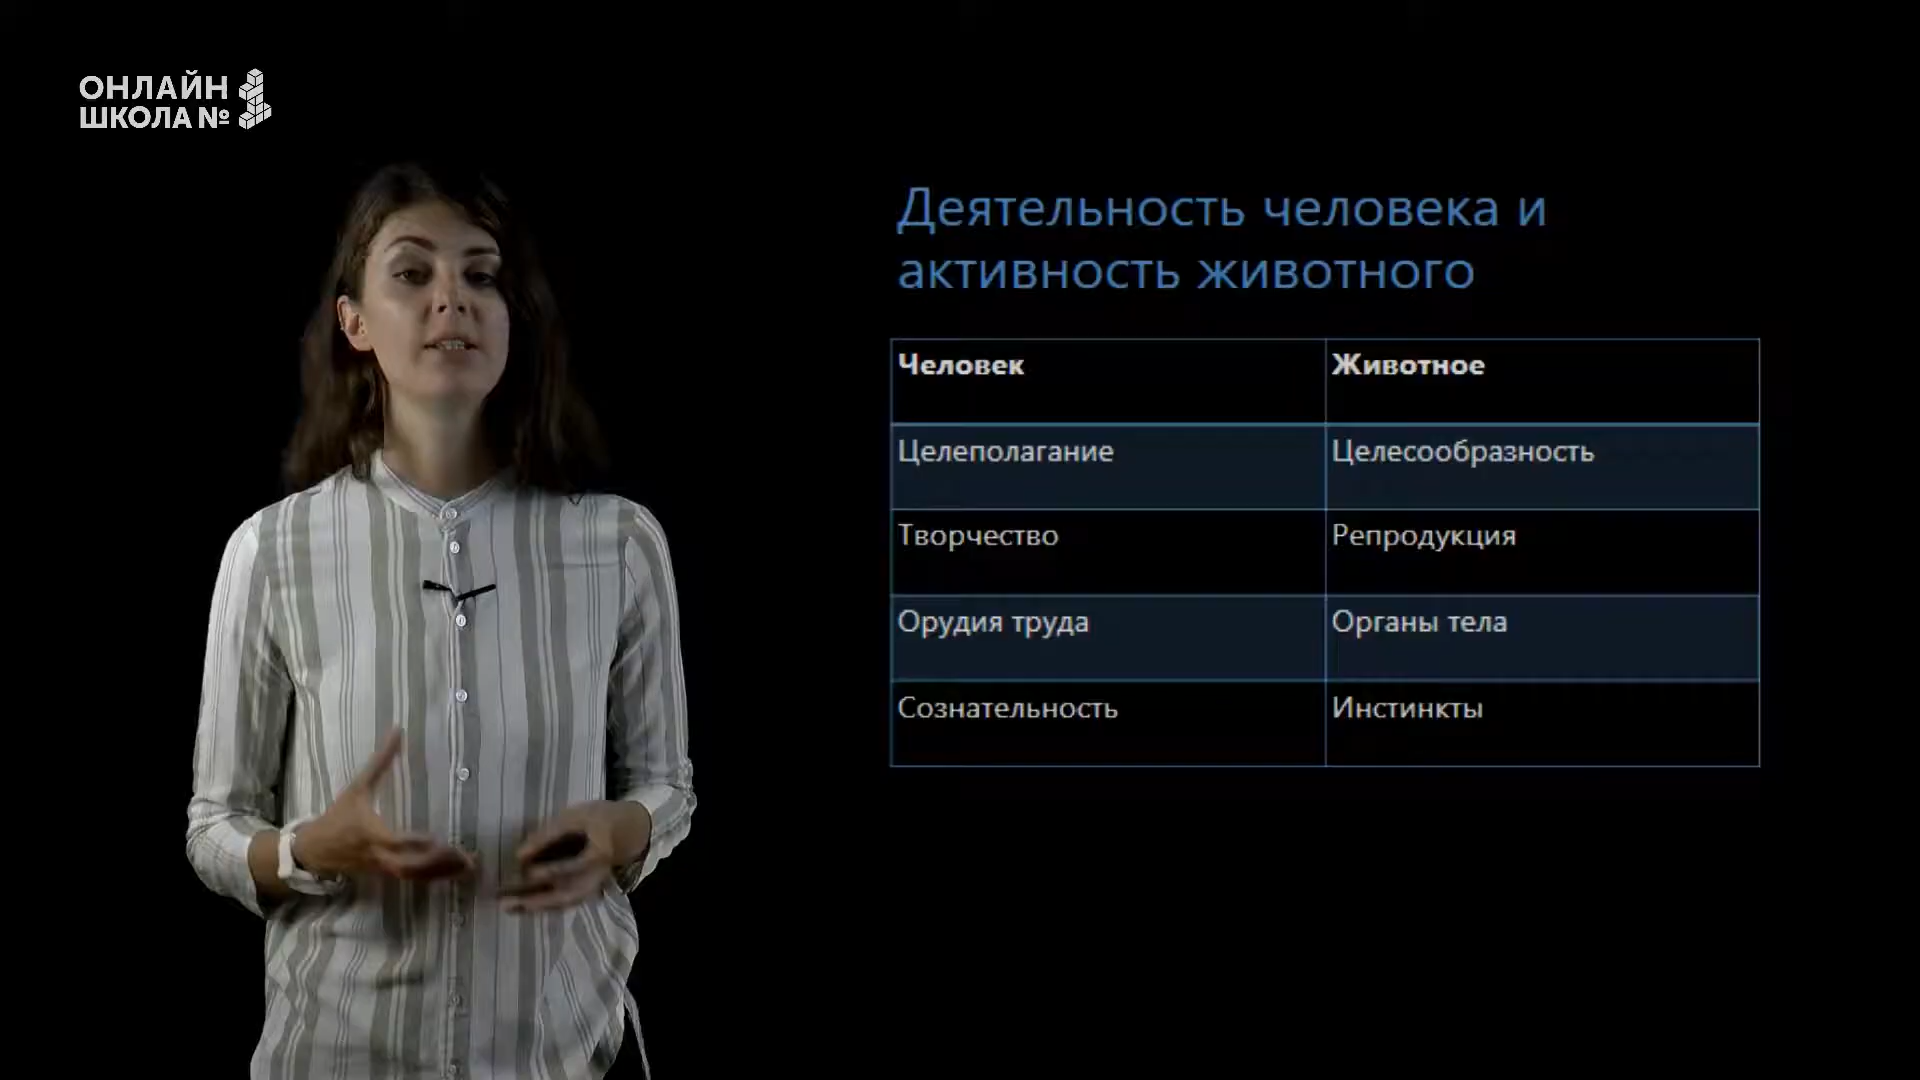 ОНЛАЙН
ШКОЛА №
Деятельность человека и
активность животного
Человек
Животное
Целеполагание
Целесообразность
Творчество
Репродукция
Орудия труда
Органы тела
Сознательность
Инстинкты